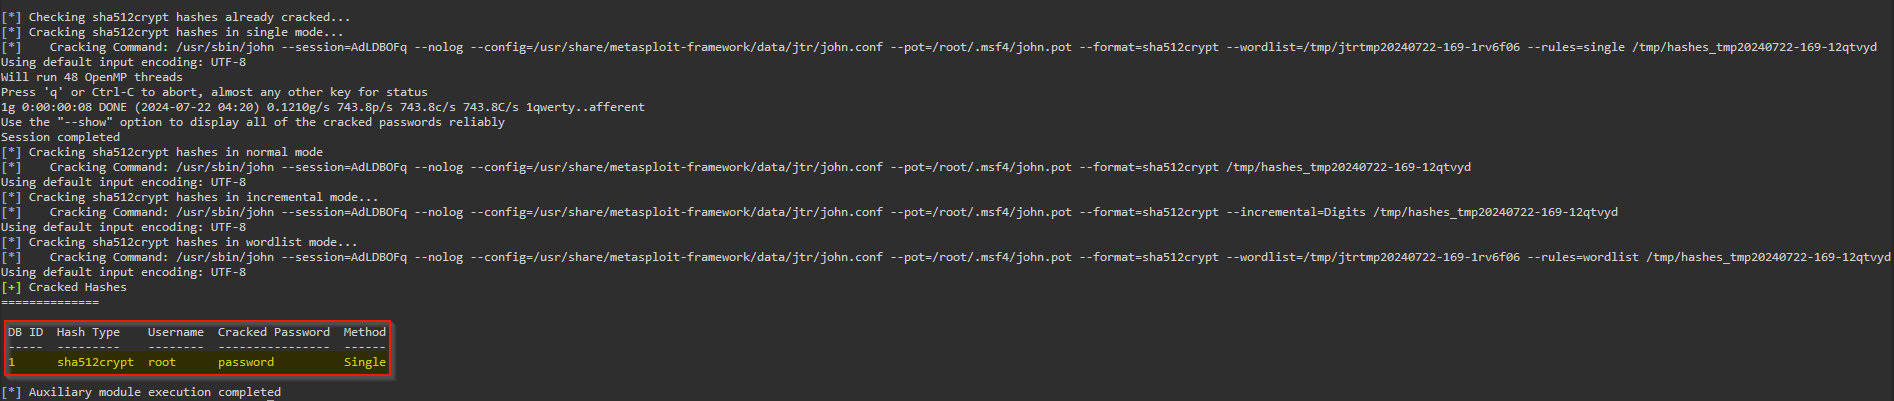 [*] Checking sha512crypt hashes already cracked...
[*] Cracking sha512crypt hashes in single mode...
[*]    Cracking Command: /usr/sbin/john --session=AdLDBOFq --nolog --config=/usr/share/metasploit-framework/data/jtr/john.conf --pot=/root/.msf4/john.pot --format=sha512crypt --wordlist=/tmp/jtrtmp20240722-169-1rv6f06 --rules=single /tmp/hashes_tmp20240722-169-12qtvyd
Using default input encoding: UTF-8
Will run 48 OpenMP threads
Press 'q' or Ctrl-C to abort, almost any other key for status
1g 0:00:00:08 DONE (2024-07-22 04:20) 0.1210g/s 743.8p/s 743.8c/s 743.8C/s 1qwerty..afferent
Use the "--show" option to display all of the cracked passwords reliably
Session completed
[*] Cracking sha512crypt hashes in normal mode
[*]    Cracking Command: /usr/sbin/john --session=AdLDBOFq --nolog --config=/usr/share/metasploit-framework/data/jtr/john.conf --pot=/root/.msf4/john.pot --format=sha512crypt /tmp/hashes_tmp20240722-169-12qtvyd
Using default input encoding: UTF-8
[*] Cracking sha512crypt hashes in incremental mode...
[*]    Cracking Command: /usr/sbin/john --session=AdLDBOFq --nolog --config=/usr/share/metasploit-framework/data/jtr/john.conf --pot=/root/.msf4/john.pot --format=sha512crypt --incremental=Digits /tmp/hashes_tmp20240722-169-12qtvyd
Using default input encoding: UTF-8
[*] Cracking sha512crypt hashes in wordlist mode...
[*]    Cracking Command: /usr/sbin/john --session=AdLDBOFq --nolog --config=/usr/share/metasploit-framework/data/jtr/john.conf --pot=/root/.msf4/john.pot --format=sha512crypt --wordlist=/tmp/jtrtmp20240722-169-1rv6f06 --rules=wordlist /tmp/hashes_tmp20240722-169-12qtvyd
Using default input encoding: UTF-8
[+] Cracked Hashes
==============
DB ID  Hash Type    Username  Cracked Password  Method
-----  ---------    --------  ----------------  ------
1      sha512crypt  root      password          Single
[*] Auxiliary module execution completed